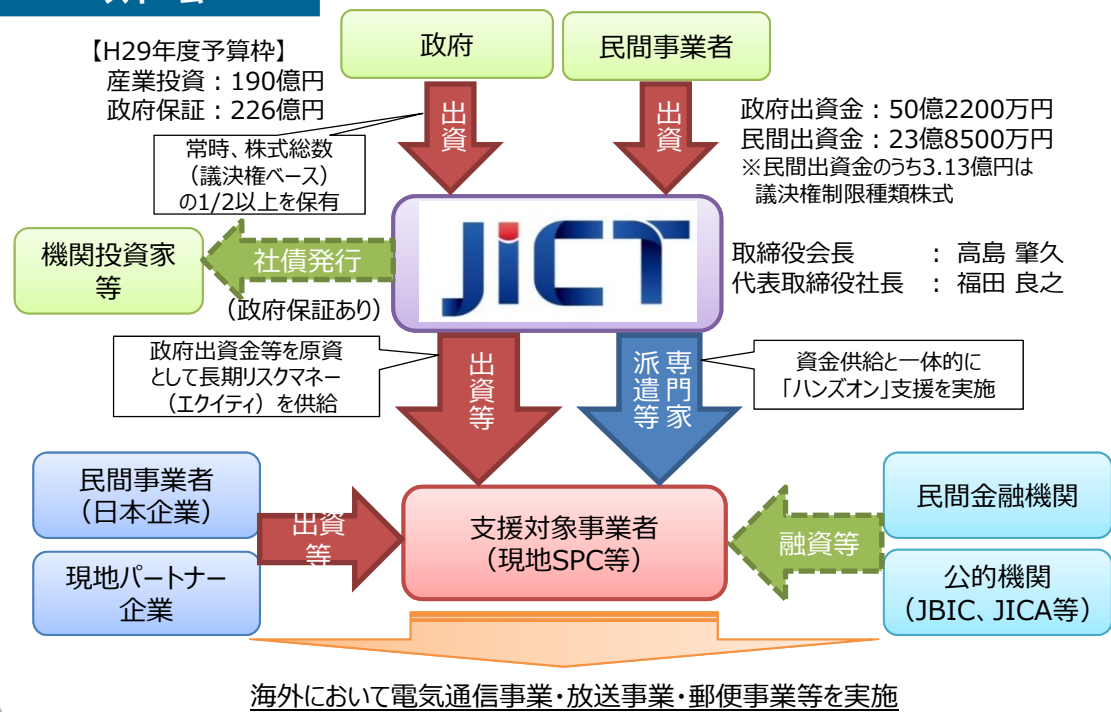 【H29年度予算枠】
産業投資：190億円
政府保証：226億円
政府
民間事業者
出資
出資
政府出資金：50億2200万円
民間出資金：23億8500万円
※民間出資金のうち3.13億円は
議決権制限種類株式
常時、株式総数
（議決権ベース）
の1/2以上を保有
機関投資家
等
社債発行
（政府保証あり）
JICT
取締役会長　　　：高島 肇久
代表取締役社長　：福田 良之
政府出資金等を原資
として長期リスクマネー
（エクイティ）を供給
出資等
専門家
派遣等
資金供給と一体的に
「ハンズオン」支援を実施
民間事業者
（日本企業）
現地パートナー
企業
出資
等
支援対象事業者
（現地SPC等）
融資等
民間金融機関
公的機関
（JBIC、JICA等）
海外において電気通信事業・放送事業・郵便事業等を実施